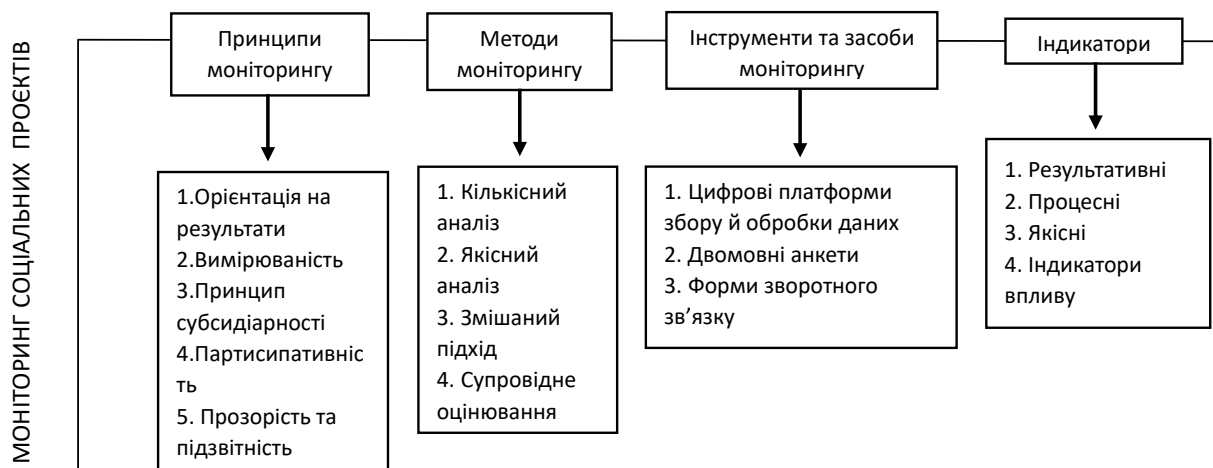 МОНІТОРИНГ СОЦІАЛЬНИХ ПРОЄКТІВ
Принципи
моніторингу
Методи
моніторингу
Інструменти та засоби
моніторингу
Індикатори
1.Орієнтація на
результати
2.Вимірюваність
3.Принцип
субсидіарності
4.Партисипативніс
ть
5. Прозорість та
підзвітність
1. Кількісний
аналіз
2. Якісний
аналіз
3. Змішаний
підхід
4. Супровідне
оцінювання
1. Цифрові платформи
збору й обробки даних
2. Двомовні анкети
3. Форми зворотного
зв’язку
1. Результативні
2. Процесні
3. Якісні
4. Індикатори
впливу